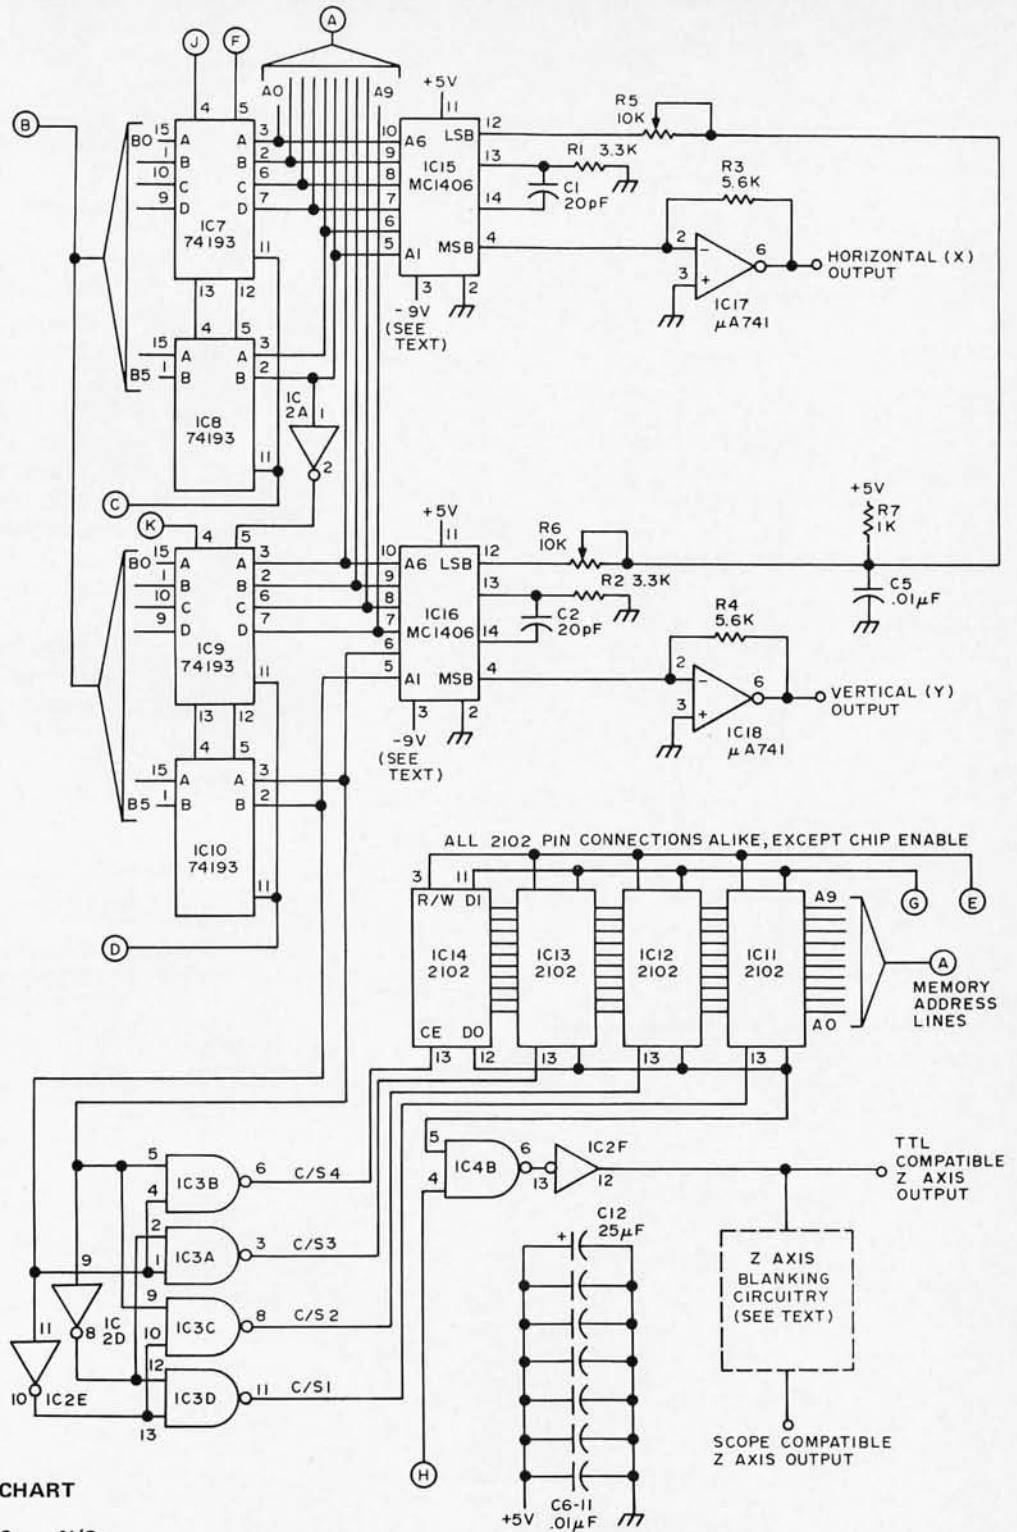 J F A
A0 A9
+5V
11
B
4 5
15 A A 3
B0
1 B B 2
10 C C 6
9 D D 7
IC7
74193
11
13 12
10 A6 LSB 12
9 IC15 13
8 MC1406
7 14
6
5 A1 MSB 4
3 2
-9V
(SEE
TEXT)
R5
10K
R1 3.3K
C1
20pF
R3
5.6K
2 -
6
3 +
IC17
μA741
HORIZONTAL (X)
OUTPUT
4 5
15 A A 3
B5 1 B B 2
IC8
74193
11
IC
2A 1
2
C
K
4 5
B0 15 A A 3
1 B B 2
10 C C 6
9 D D 7
IC9
74193
11
13 12
+5V
11
10 A6 LSB 12
9 13
8 IC16
7 MC1406 14
6
5 A1 MSB 4
3 2
-9V
(SEE
TEXT)
R6
10K
R2 3.3K
C2
20pF
+5V
R7
1K
C5
.01μF
R4
5.6K
2 -
6
3 +
IC18
μA741
VERTICAL (Y)
OUTPUT
4 5
15 A A 3
B5 1 B B 2
IC10
74193
11
D
ALL 2102 PIN CONNECTIONS ALIKE, EXCEPT CHIP ENABLE
3 11
R/W DI
IC14
2102
CE DO
13 12
IC13
2102
13
IC12
2102
13
IC11
2102
13
G E
A9
A0
A
MEMORY
ADDRESS
LINES
5
4
IC3B
6 C/S4
2
1
IC3A
3 C/S3
9
10
IC3C
8 C/S2
12
13
IC3D
11 C/S1
9
IC
2D
8
11
10 IC2E
5
4
IC4B
6
13
IC2F
12
TTL
COMPATIBLE
Z AXIS
OUTPUT
C12
25μF
+
Z AXIS
BLANKING
CIRCUITRY
(SEE TEXT)
SCOPE COMPATIBLE
Z AXIS OUTPUT
H
+5V
C6-11
.01μF
CHART